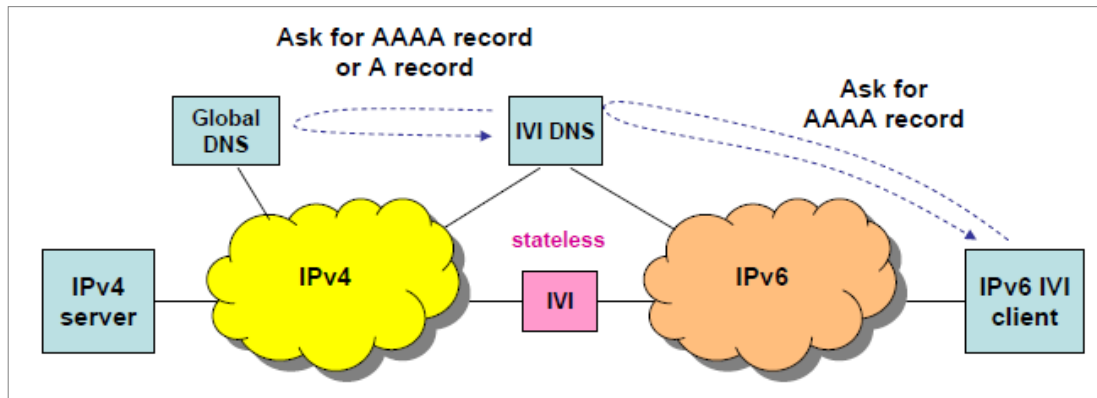 Ask for AAAA record
or A record
Ask for
AAAA record
Global
DNS
IVI DNS
stateless
IPv4
server
IPv4
IVI
IPv6
IPv6 IVI
client